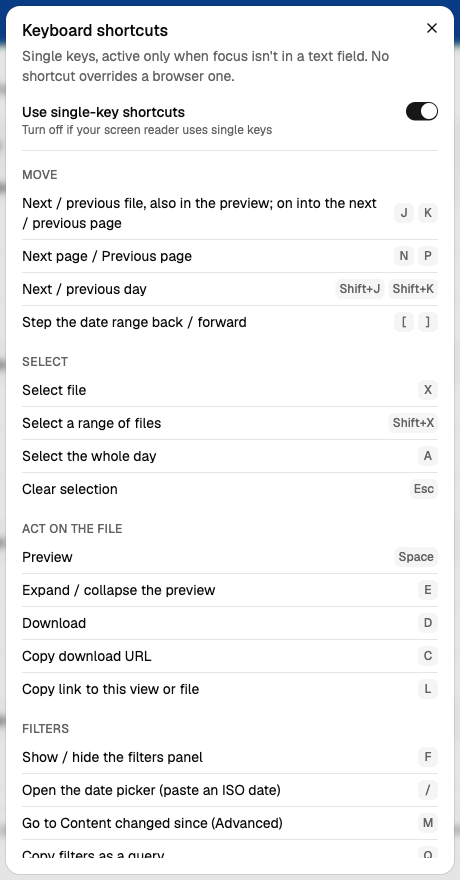 Keyboard shortcuts
Single keys, active only when focus isn't in a text field. No
shortcut overrides a browser one.
Use single-key shortcuts
Turn off if your screen reader uses single keys
MOVE
Next / previous file, also in the preview; on into the next
/ previous page
J K
Next page / Previous page N P
Next / previous day Shift+J Shift+K
Step the date range back / forward [ ]
SELECT
Select file X
Select a range of files Shift+X
Select the whole day A
Clear selection Esc
ACT ON THE FILE
Preview Space
Expand / collapse the preview E
Download D
Copy download URL C
Copy link to this view or file L
FILTERS
Show / hide the filters panel F
Open the date picker (paste an ISO date) /
Go to Content changed since (Advanced) M
Copy filters as a query